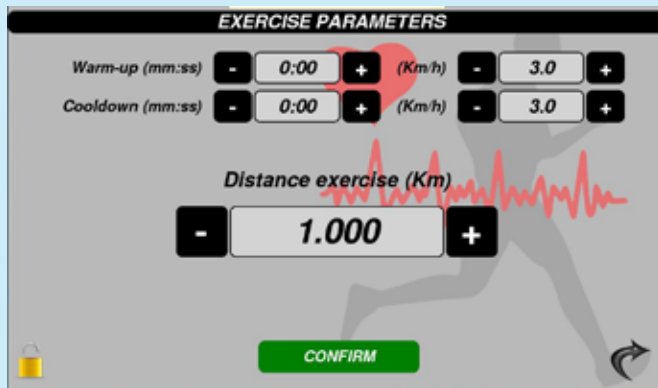 EXERCISE PARAMETERS
Warm-up (mm:ss) - 0:00 + (Km/h) - 3.0 +
Cooldown (mm:ss) - 0:00 + (Km/h) - 3.0 +
Distance exercise (Km)
- 1.000 +
CONFIRM